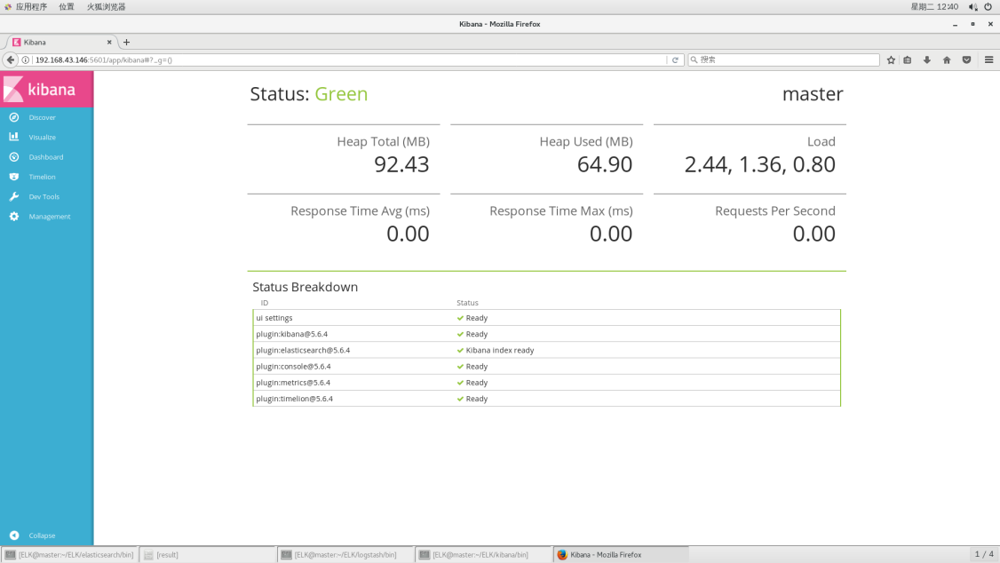 应用程序 位置 火狐浏览器 星期二 12:40
Kibana - Mozilla Firefox
Kibana
192.168.43.146:5601/app/kibana#?_g=() 搜索
kibana
Discover
Visualize
Dashboard
Timelion
Dev Tools
Management
Collapse
Status: Green master
Heap Total (MB) Heap Used (MB) Load
92.43 64.90 2.44, 1.36, 0.80
Response Time Avg (ms) Response Time Max (ms) Requests Per Second
0.00 0.00 0.00
Status Breakdown
ID Status
ui settings Ready
plugin:kibana@5.6.4 Ready
plugin:elasticsearch@5.6.4 Kibana index ready
plugin:console@5.6.4 Ready
plugin:metrics@5.6.4 Ready
plugin:timelion@5.6.4 Ready
[ELK@master:~/ELK/elasticsearch/bin] [result] [ELK@master:~/ELK/logstash/bin] [ELK@master:~/ELK/kibana/bin] Kibana - Mozilla Firefox 1 / 4